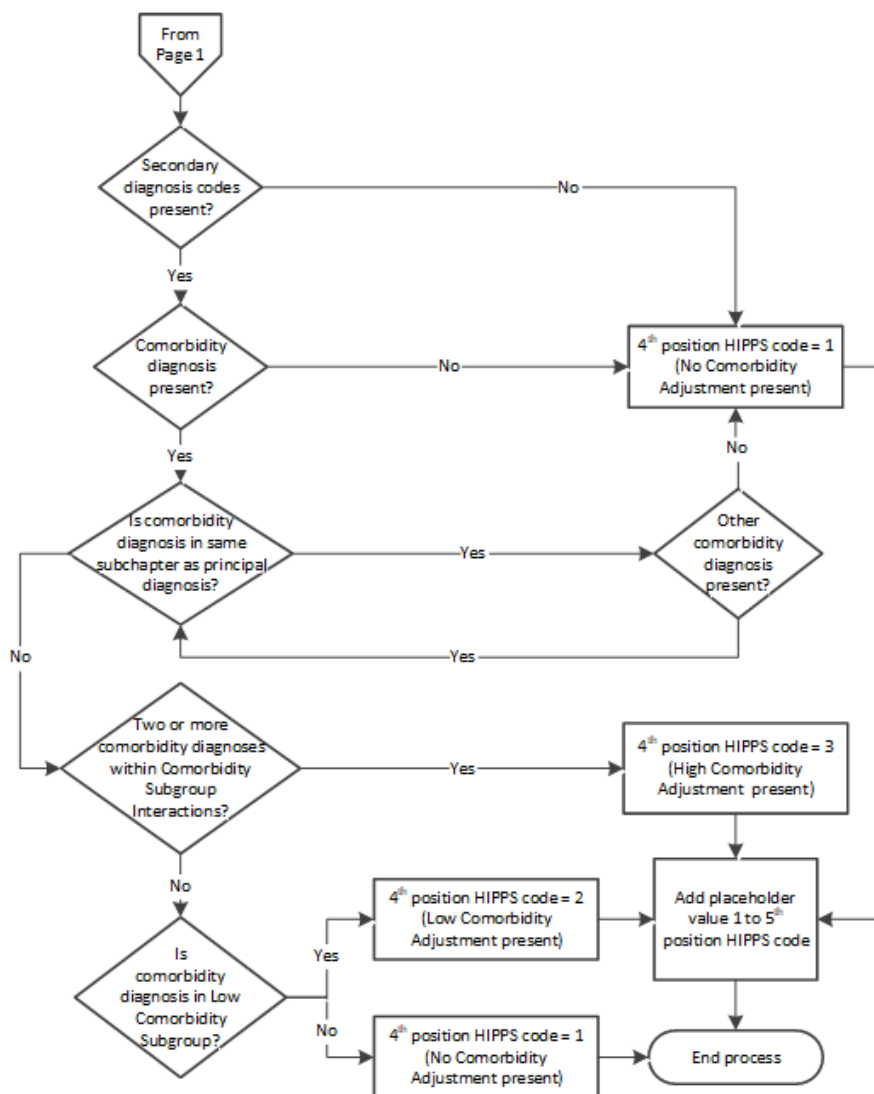 From
Page 1
Secondary
diagnosis codes
present?
No
Yes
Comorbidity
diagnosis
present?
No
4th position HIPPS code = 1
(No Comorbidity
Adjustment present)
Yes
No
Is comorbidity
diagnosis in same
subchapter as principal
diagnosis?
Yes
Other
comorbidity
diagnosis
present?
Yes
No
Two or more
comorbidity diagnoses
within Comorbidity
Subgroup
Interactions?
Yes
4th position HIPPS code = 3
(High Comorbidity
Adjustment present)
No
4th position HIPPS code = 2
(Low Comorbidity
Adjustment present)
Add placeholder
value 1 to 5th
position HIPPS code
Yes
Is
comorbidity
diagnosis in Low
Comorbidity
Subgroup?
No
4th position HIPPS code = 1
(No Comorbidity
Adjustment present)
End process